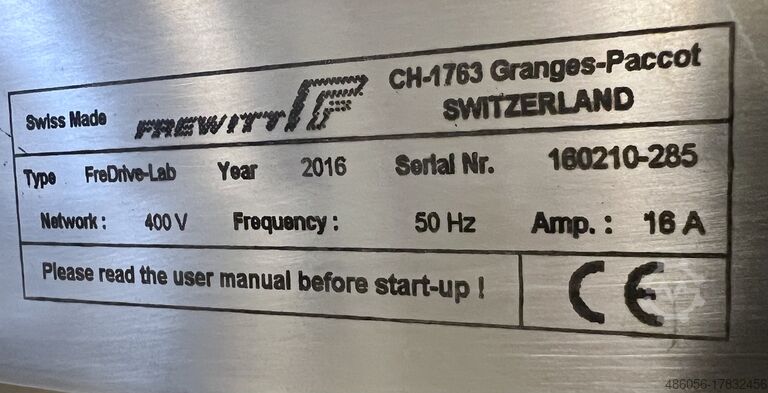 Swiss Made FREWITT CH-1763 Granges-Paccot
SWITZERLAND
Type FreDrive-Lab Year 2016 Serial Nr. 160210-285
Network : 400 V Frequency : 50 Hz Amp. : 16 A
Please read the user manual before start-up ! CE
486056-17832456